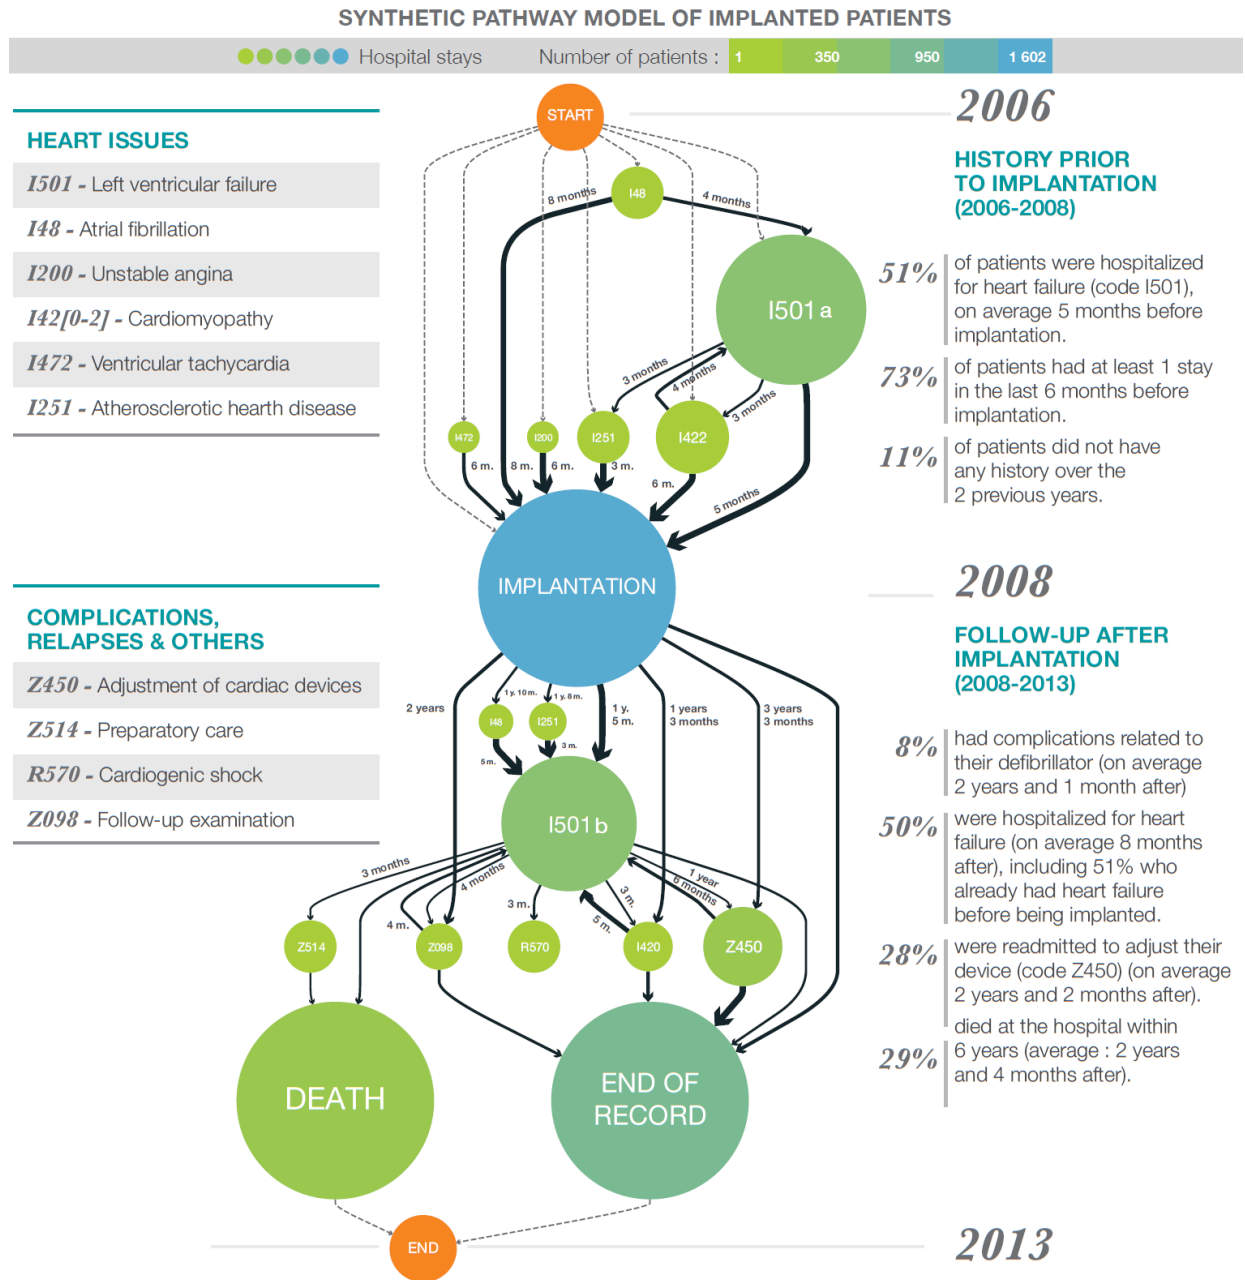 SYNTHETIC PATHWAY MODEL OF IMPLANTED PATIENTS
Hospital stays
Number of patients :
1
350
950
1 602
START
2006
HEART ISSUES
I501 - Left ventricular failure
I48 - Atrial fibrillation
I200 - Unstable angina
I42[0-2] - Cardiomyopathy
I472 - Ventricular tachycardia
I251 - Atherosclerotic hearth disease
HISTORY PRIOR
TO IMPLANTATION
(2006-2008)
51%
of patients were hospitalized
for heart failure (code I501),
on average 5 months before
implantation.
73%
of patients had at least 1 stay
in the last 6 months before
implantation.
11%
of patients did not have
any history over the
2 previous years.
8 months
I48
4 months
I501 a
3 months
4 months
3 months
I472
I200
I251
I422
6 m.
8 m.
6 m.
3 m.
6 m.
5 months
IMPLANTATION
2008
COMPLICATIONS,
RELAPSES & OTHERS
Z450 - Adjustment of cardiac devices
Z514 - Preparatory care
R570 - Cardiogenic shock
Z098 - Follow-up examination
FOLLOW-UP AFTER
IMPLANTATION
(2008-2013)
8%
had complications related to
their defibrillator (on average
2 years and 1 month after)
50%
were hospitalized for heart
failure (on average 8 months
after), including 51% who
already had heart failure
before being implanted.
28%
were readmitted to adjust their
device (code Z450) (on average
2 years and 2 months after).
29%
died at the hospital within
6 years (average : 2 years
and 4 months after).
2 years
1 y. 10 m.
1 y. 8 m.
1 y.
5 m.
1 years
3 months
3 years
3 months
I48
I251
5 m.
3 m.
I501 b
3 months
4 months
4 m.
3 m.
3 m.
5 m.
1 year
6 months
Z514
Z098
R570
I420
Z450
DEATH
END OF
RECORD
END
2013